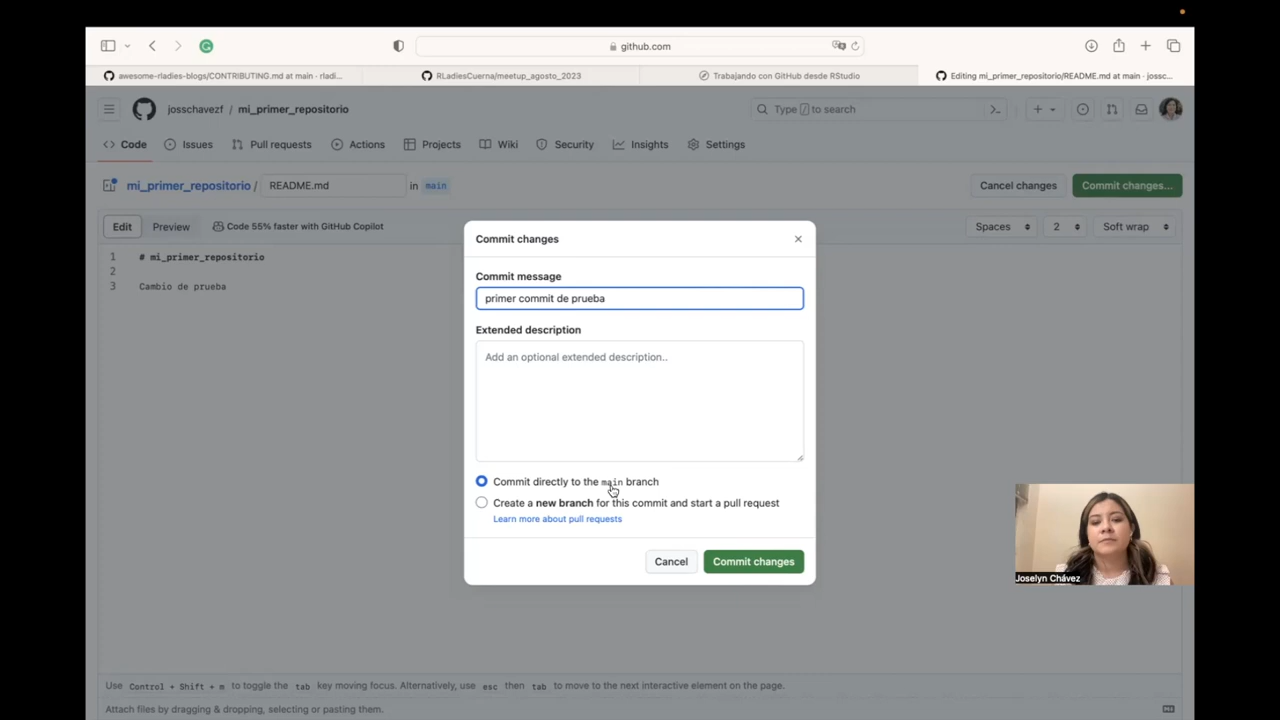 github.com
awesome-rladies-blogs/CONTRIBUTING.md at main · rladi...
RLadiesCuerna/meetup_agosto_2023
Trabajando con GitHub desde RStudio
Editing mi_primer_repositorio/README.md at main · jossc...
josschavezf / mi_primer_repositorio
Type / to search
Code
Issues
Pull requests
Actions
Projects
Wiki
Security
Insights
Settings
mi_primer_repositorio / README.md in main
Cancel changes
Commit changes...
Edit
Preview
Code 55% faster with GitHub Copilot
Spaces
2
Soft wrap
1 # mi_primer_repositorio
2
3 Cambio de prueba
Commit changes
Commit message
primer commit de prueba
Extended description
Add an optional extended description..
Commit directly to the main branch
Create a new branch for this commit and start a pull request
Learn more about pull requests
Cancel
Commit changes
Joselyn Chávez
Use Control + Shift + m to toggle the tab key moving focus. Alternatively, use esc then tab to move to the next interactive element on the page.
Attach files by dragging & dropping, selecting or pasting them.